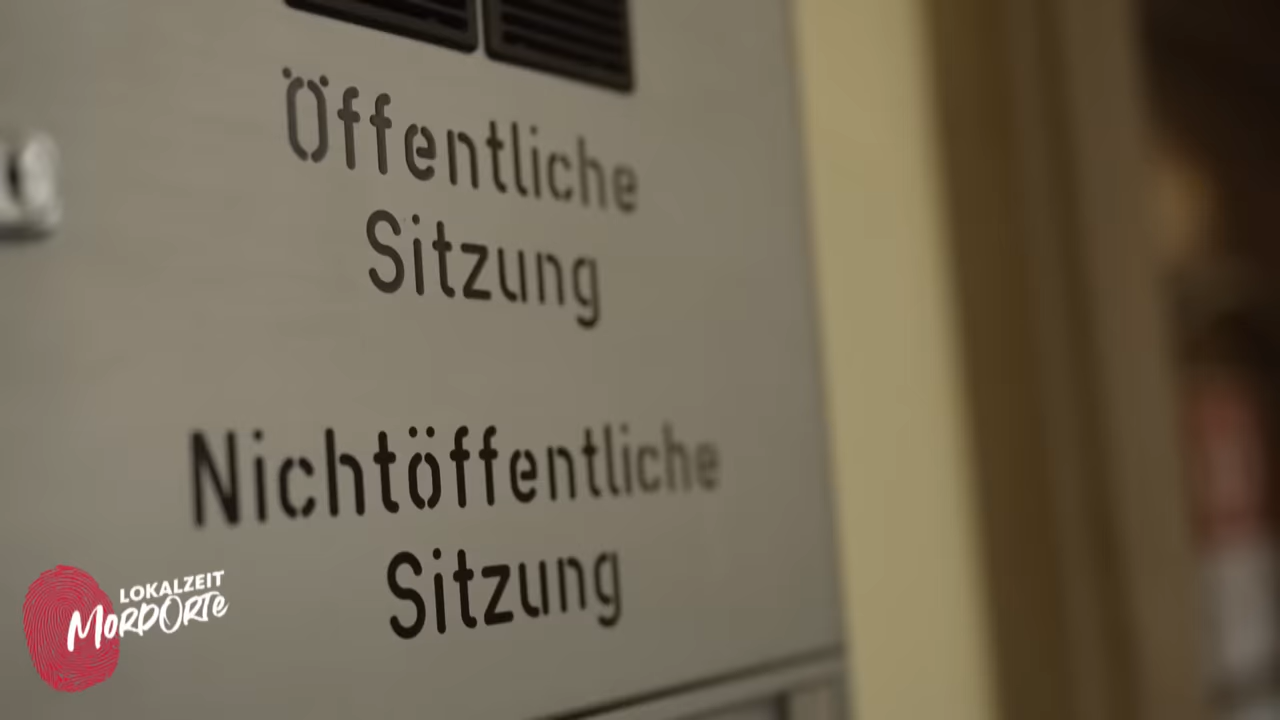 Öffentliche
Sitzung
Nichtöffentliche
Sitzung
LOKALZEIT
MORDORTE